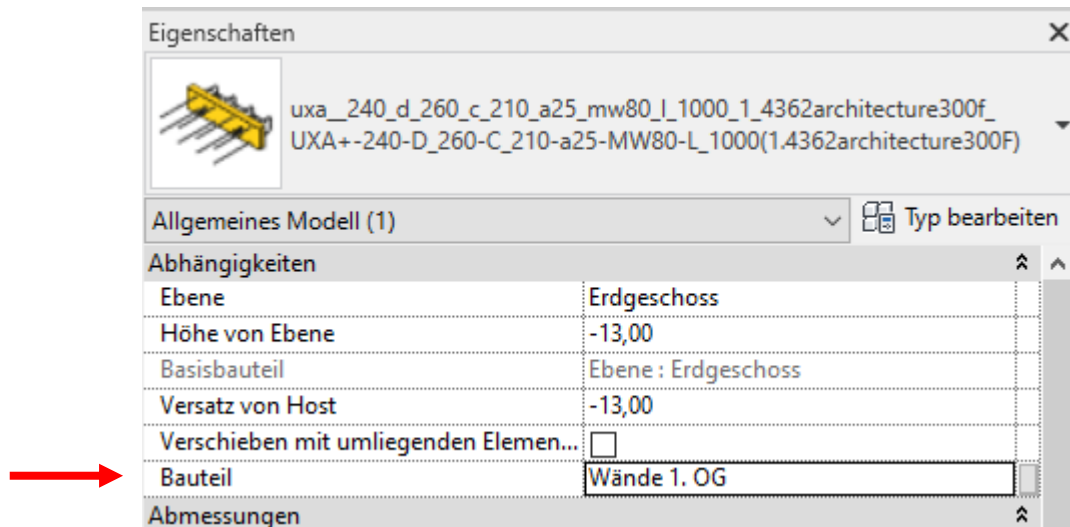 Eigenschaften
uxa__240_d_260_c_210_a25_mw80_l_1000_1_4362architecture300f_
UXA+-240-D_260-C_210-a25-MW80-L_1000(1.4362architecture300F)
Allgemeines Modell (1) Typ bearbeiten
Abhängigkeiten
Ebene Erdgeschoss
Höhe von Ebene -13,00
Basisbauteil Ebene : Erdgeschoss
Versatz von Host -13,00
Verschieben mit umliegenden Elemen...
Bauteil Wände 1. OG
Abmessungen